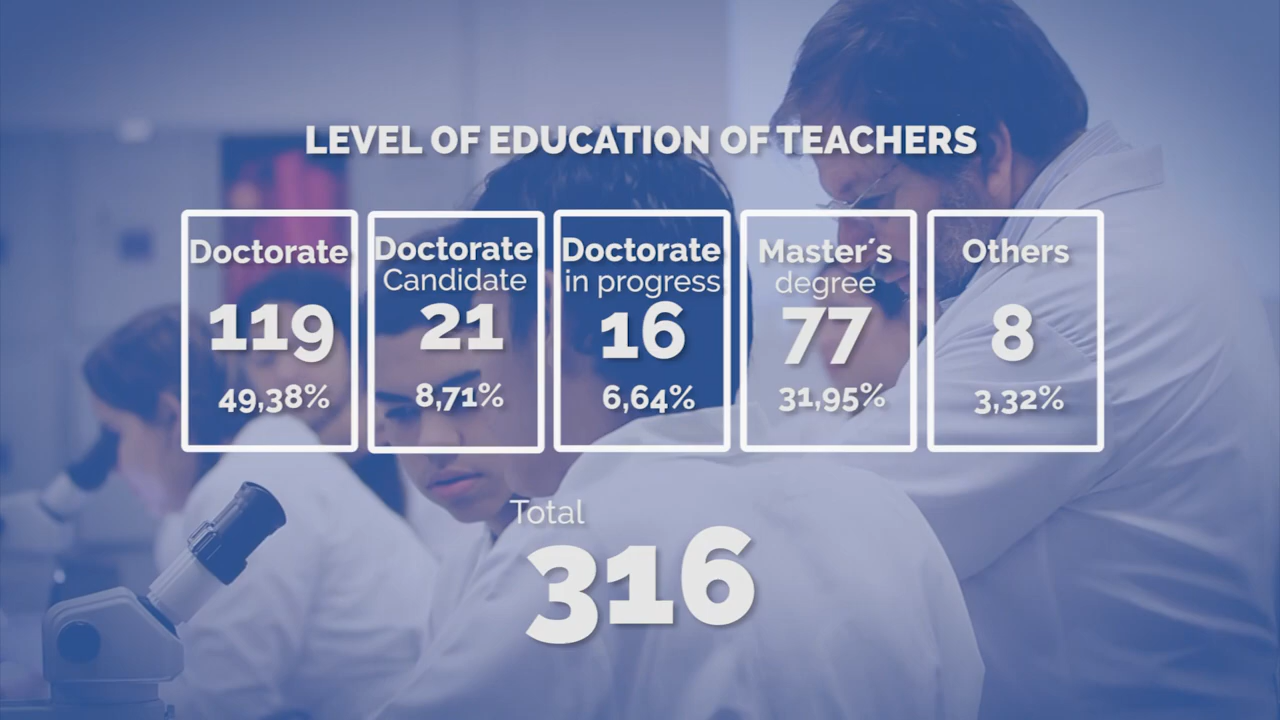 LEVEL OF EDUCATION OF TEACHERS
Doctorate
119
49,38%
Doctorate
Candidate
21
8,71%
Doctorate
in progress
16
6,64%
Master´s
degree
77
31,95%
Others
8
3,32%
Total
316